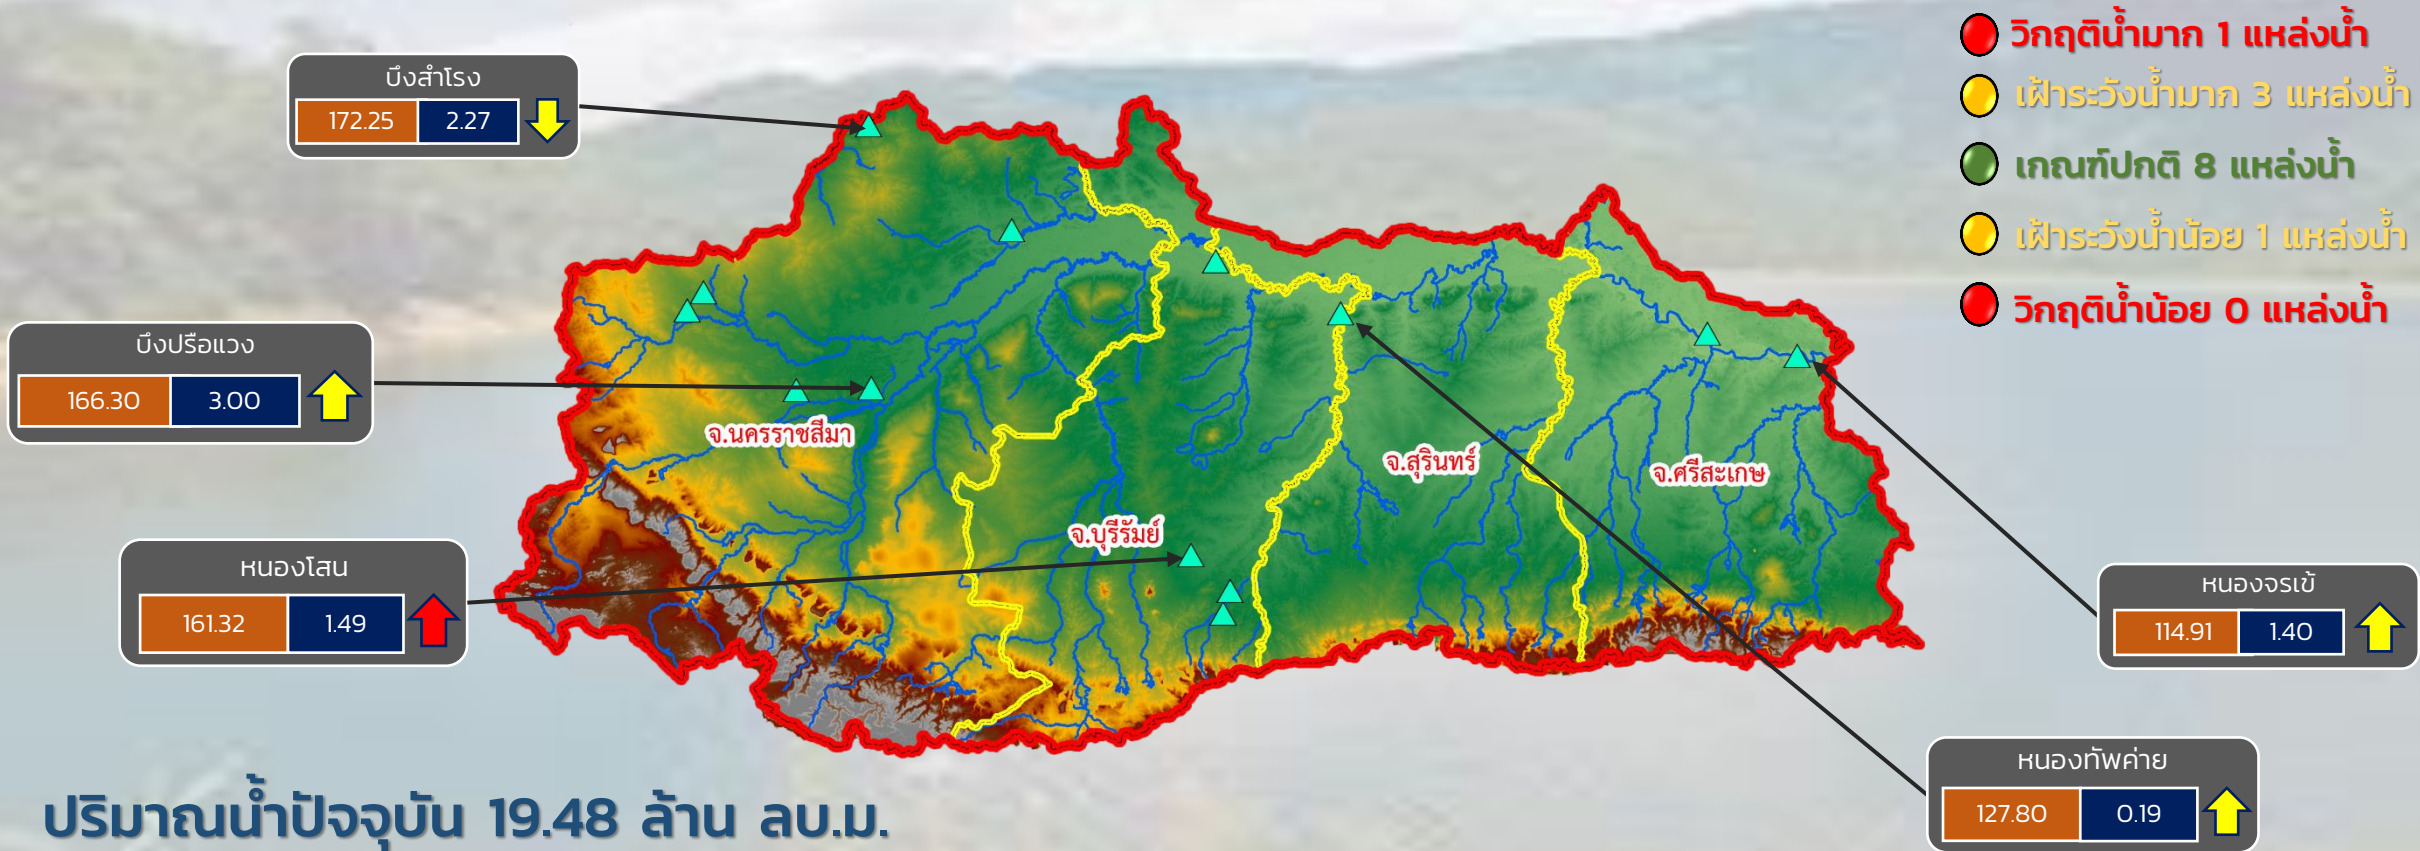 วิกฤติน้ำมาก 1 แหล่งน้ำ
เฝ้าระวังน้ำมาก 3 แหล่งน้ำ
เกณฑ์ปกติ 8 แหล่งน้ำ
เฝ้าระวังน้ำน้อย 1 แหล่งน้ำ
วิกฤติน้ำน้อย 0 แหล่งน้ำ
บึงสำโรง
172.25 2.27
บึงปรือแวง
166.30 3.00
หนองโสน
161.32 1.49
จ.นครราชสีมา
จ.บุรีรัมย์
จ.สุรินทร์
จ.ศรีสะเกษ
หนองจรเข้
114.91 1.40
หนองทัพค่าย
127.80 0.19
ปริมาณน้ำปัจจุบัน 19.48 ล้าน ลบ.ม.